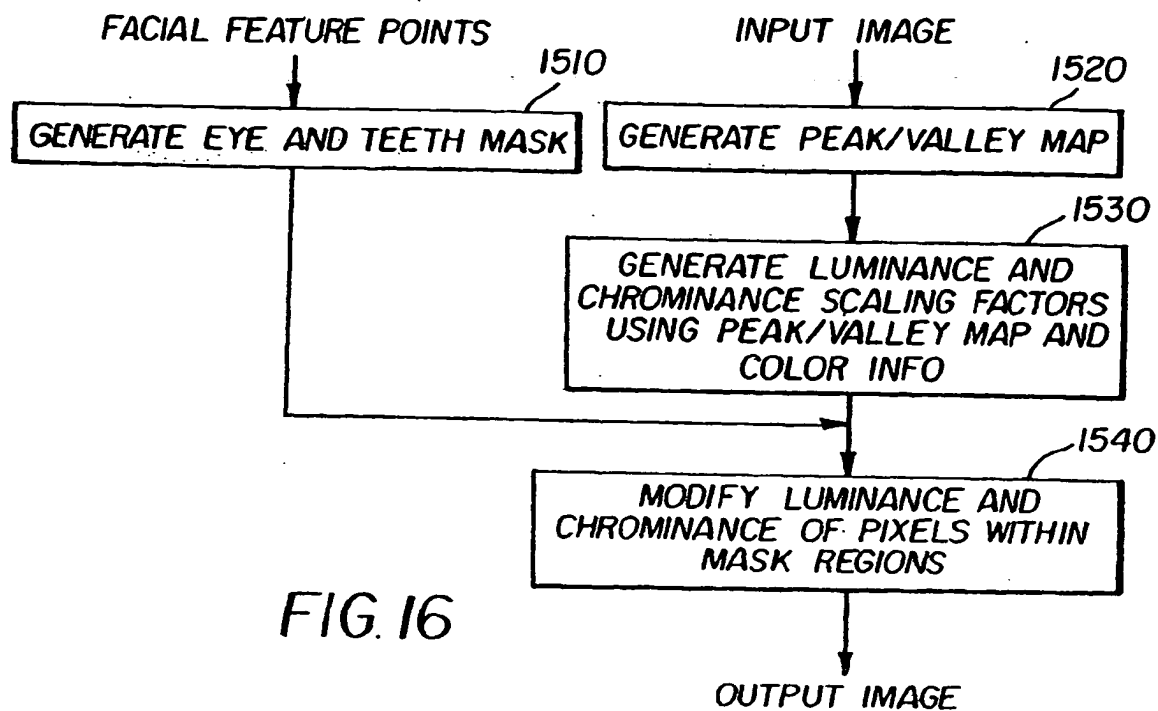 FACIAL FEATURE POINTS
INPUT IMAGE
1510
1520
GENERATE EYE AND TEETH MASK
GENERATE PEAK/VALLEY MAP
1530
GENERATE LUMINANCE AND
CHROMINANCE SCALING FACTORS
USING PEAK/VALLEY MAP AND
COLOR INFO
1540
MODIFY LUMINANCE AND
CHROMINANCE OF PIXELS WITHIN
MASK REGIONS
FIG. 16
OUTPUT IMAGE